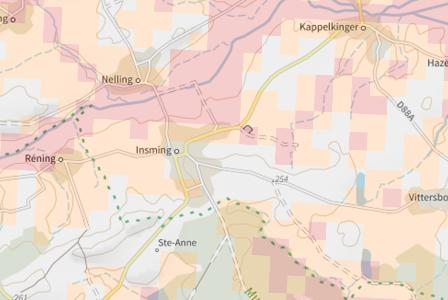 Kappelkinger
Nelling
D88A
Insming
Réning
254
Vittersbo
Ste-Anne
261
Haze